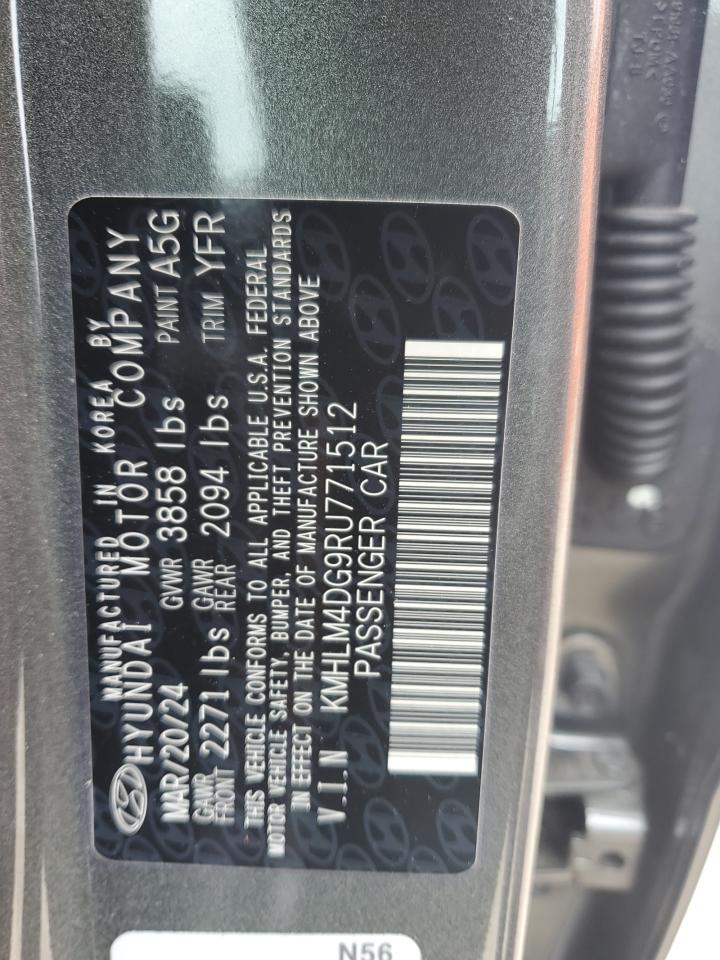 MANUFACTURED IN KOREA BY
HYUNDAI MOTOR COMPANY
MAR/20/24 GVWR 3858 lbs PAINT A5G
GAWR FRONT 2271 lbs GAWR REAR 2094 lbs TRIM YFR
THIS VEHICLE CONFORMS TO ALL APPLICABLE U.S.A. FEDERAL
MOTOR VEHICLE SAFETY, BUMPER, AND THEFT PREVENTION STANDARDS
IN EFFECT ON THE DATE OF MANUFACTURE SHOWN ABOVE
V.I.N KMHLM4DG9RU771512
PASSENGER CAR
N56